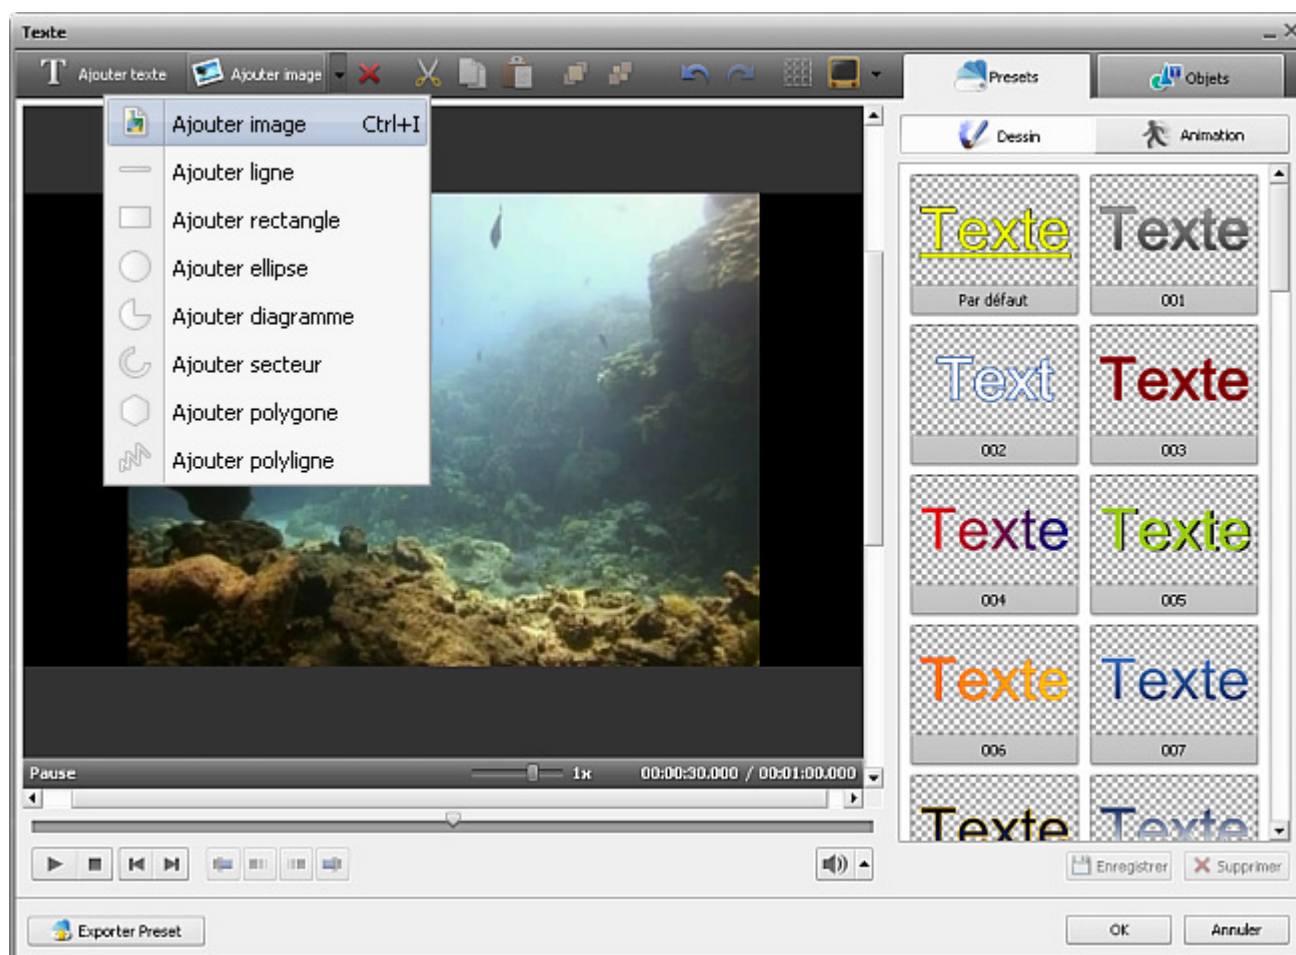 Texte
Ajouter texte
Ajouter image
Presets
Objets
Ajouter image Ctrl+I
Ajouter ligne
Ajouter rectangle
Ajouter ellipse
Ajouter diagramme
Ajouter secteur
Ajouter polygone
Ajouter polyligne
Dessin
Animation
Texte
Texte
Par défaut
001
Text
Texte
002
003
Texte
Texte
004
005
Texte
Texte
006
007
Texte
Texte
Pause
1x
00:00:30.000 / 00:01:00.000
Enregistrer
Supprimer
Exporter Preset
OK
Annuler